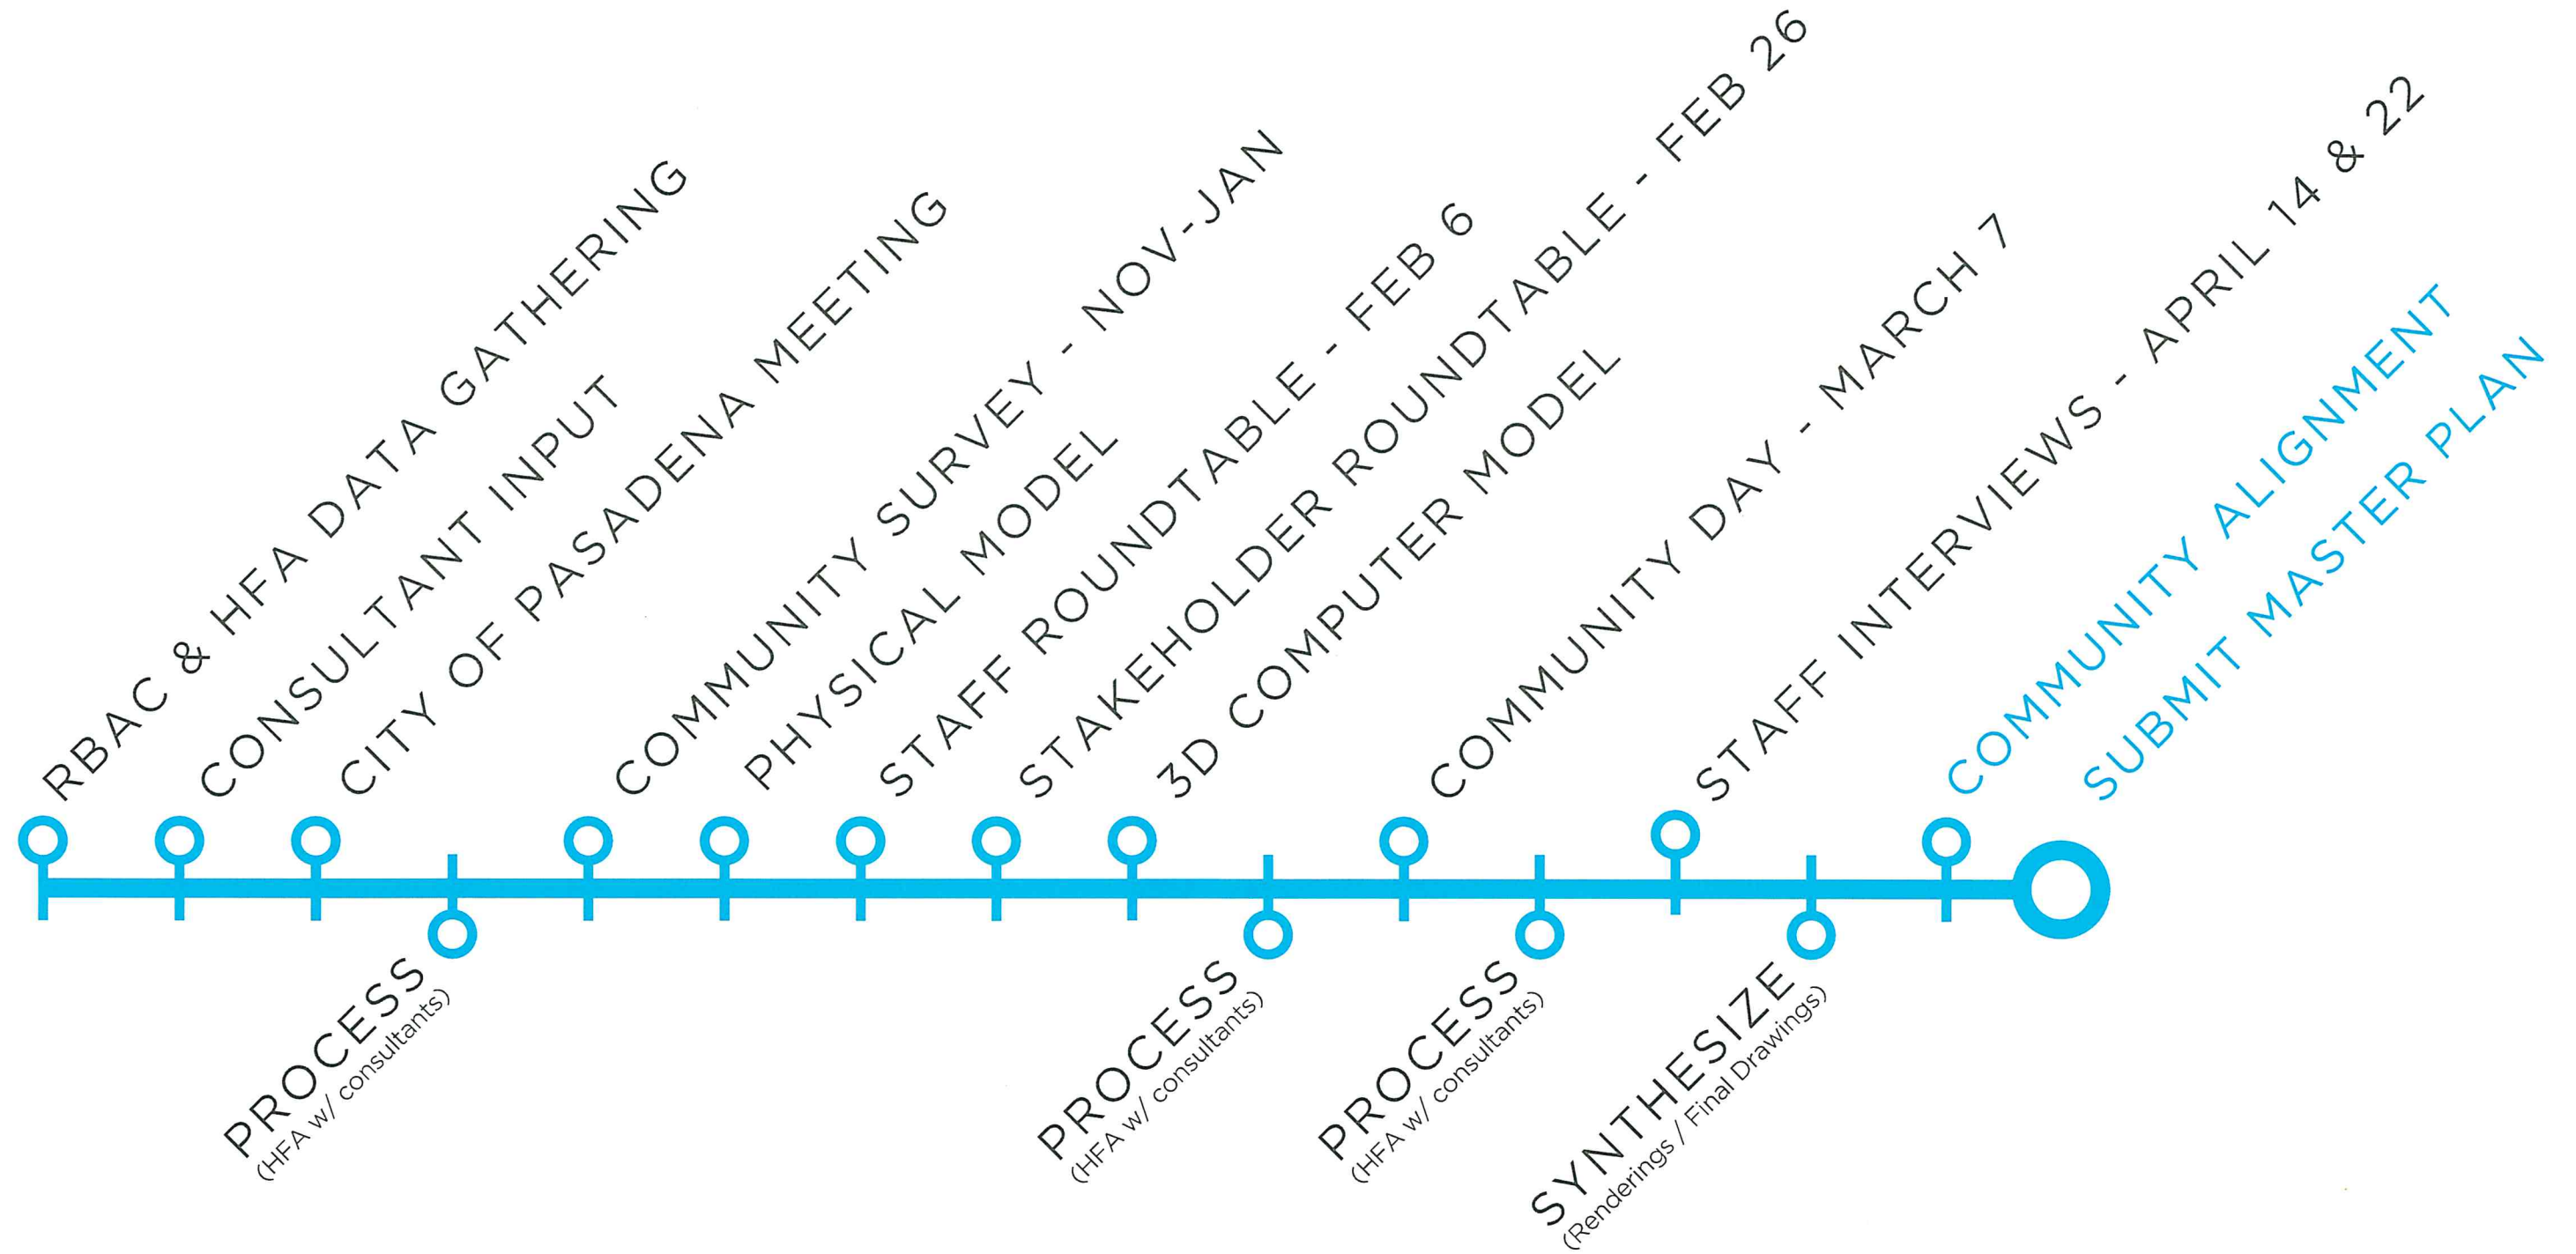 RBAC & HFA DATA GATHERING
CONSULTANT INPUT
CITY OF PASADENA MEETING
PROCESS
(HFA w/ consultants)
COMMUNITY SURVEY - NOV-JAN
PHYSICAL MODEL
STAFF ROUNDTABLE - FEB 6
STAKEHOLDER ROUNDTABLE - FEB 26
3D COMPUTER MODEL
PROCESS
(HFA w/ consultants)
COMMUNITY DAY - MARCH 7
PROCESS
(HFA w/ consultants)
STAFF INTERVIEWS - APRIL 14 & 22
SYNTHESIZE
(Renderings / Final Drawings)
COMMUNITY ALIGNMENT
SUBMIT MASTER PLAN